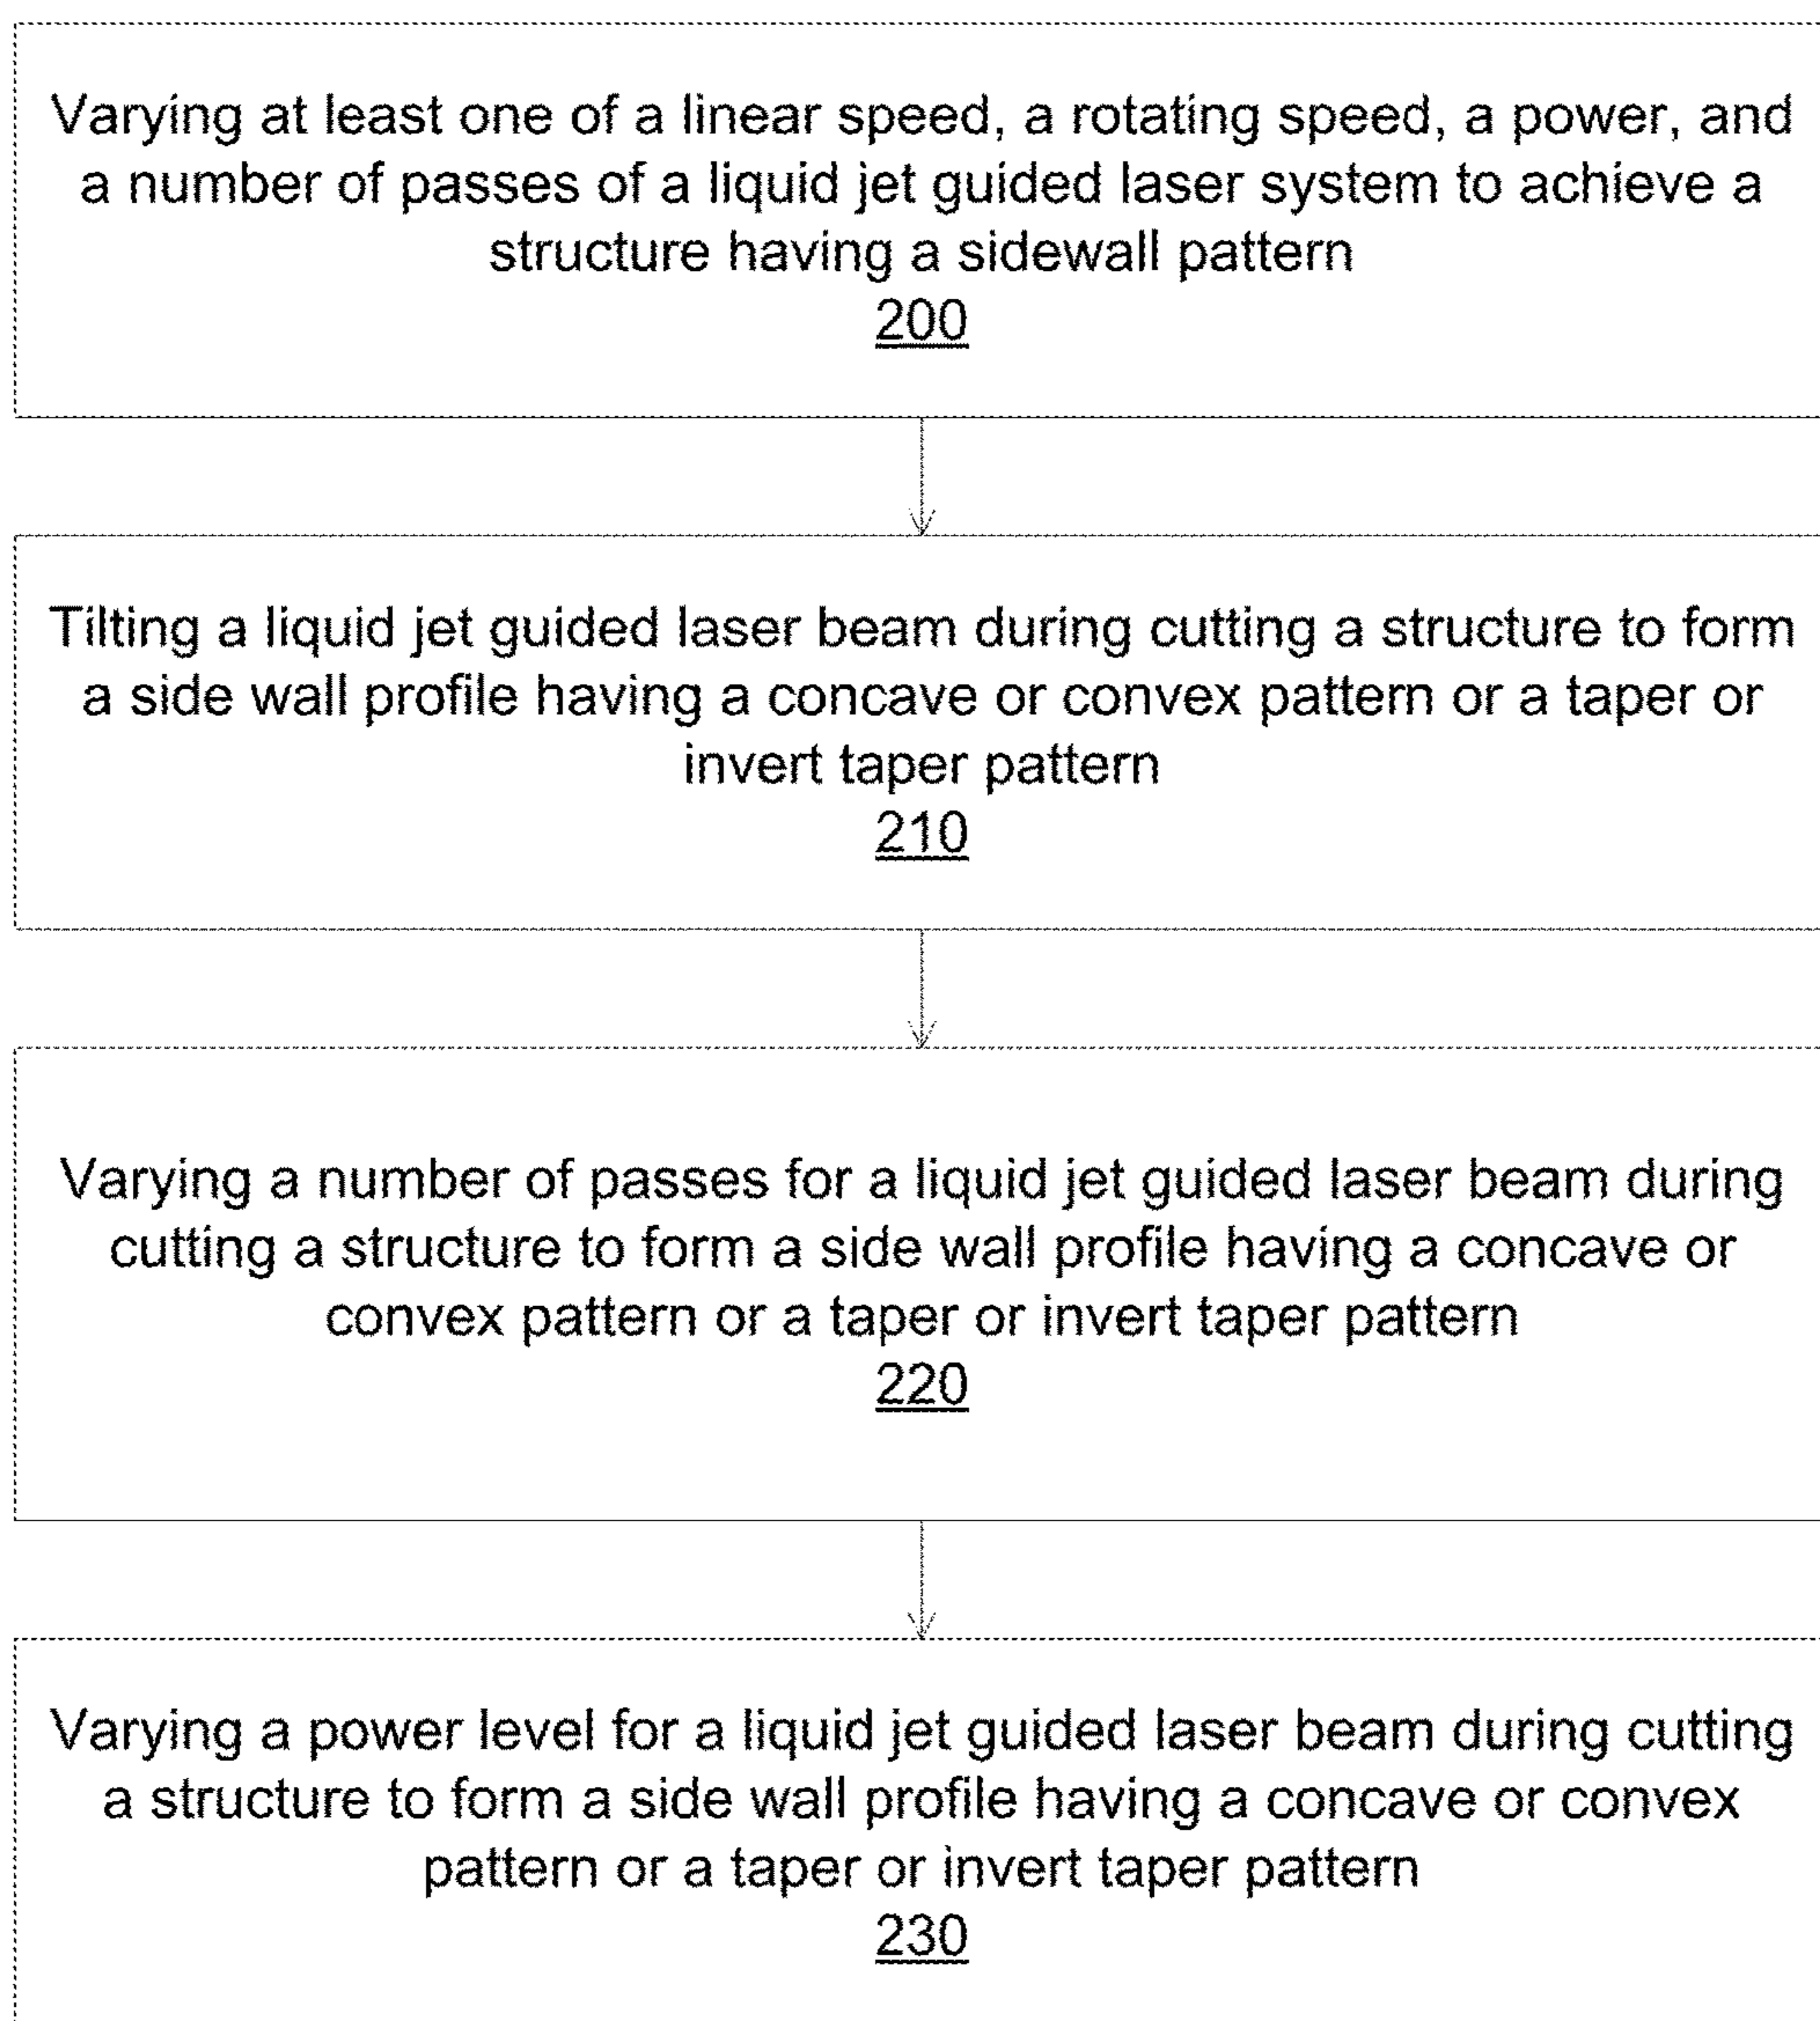 Varying at least one of a linear speed, a rotating speed, a power, and
a number of passes of a liquid jet guided laser system to achieve a
structure having a sidewall pattern
200
Tilting a liquid jet guided laser beam during cutting a structure to form
a side wall profile having a concave or convex pattern or a taper or
invert taper pattern
210
Varying a number of passes for a liquid jet guided laser beam during
cutting a structure to form a side wall profile having a concave or
convex pattern or a taper or invert taper pattern
220
Varying a power level for a liquid jet guided laser beam during cutting
a structure to form a side wall profile having a concave or convex
pattern or a taper or invert taper pattern
230